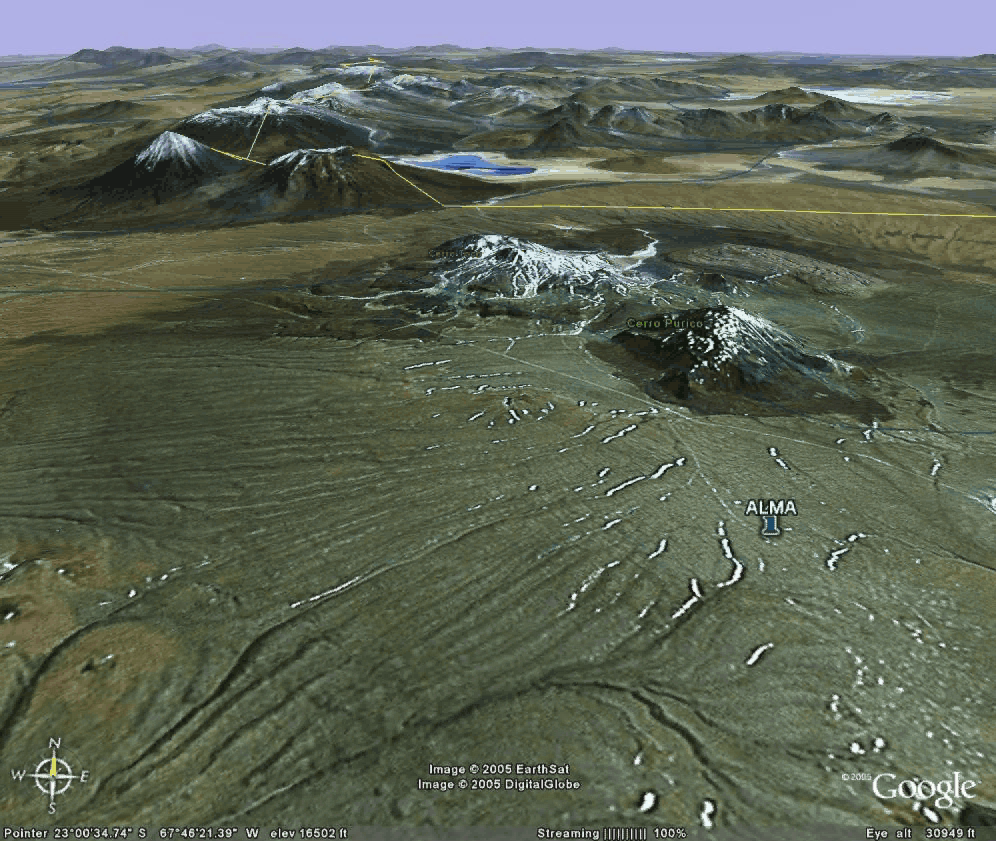 Cerro Purico
ALMA
N
W E
S
Image © 2005 EarthSat
Image © 2005 DigitalGlobe
© 2005 Google
Pointer 23°00'34.74" S 67°46'21.39" W elev 16502 ft
Streaming |||||||||| 100%
Eye alt 30949 ft